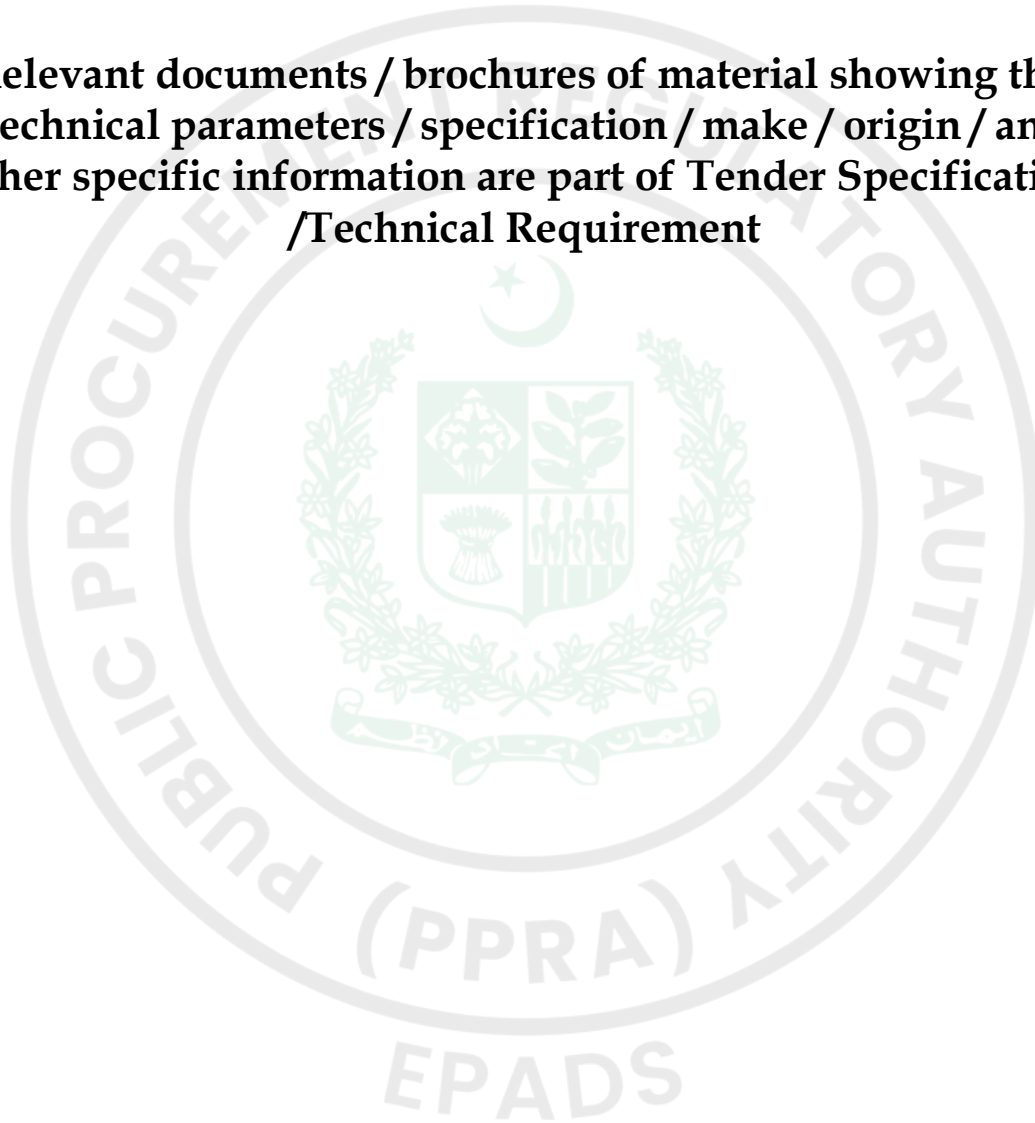 elevant documents / brochures of material showing th
echnical parameters / specification / make / origin / an
her specific information are part of Tender Specificati
/Technical Requirement
PUBLIC PROCUREMENT REGULATORY AUTHORITY
(PPRA)
EPADS